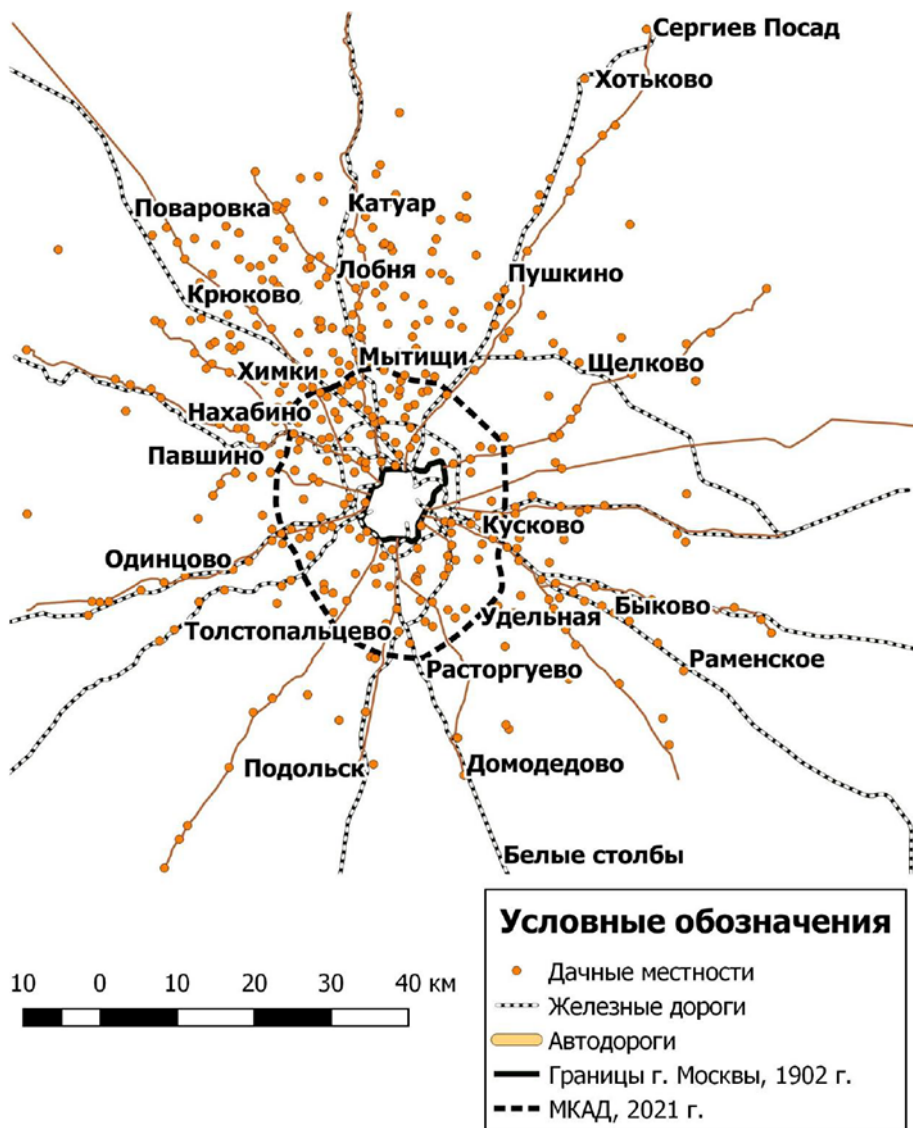 Сергиев Посад
Хотьково
Поваровка
Катуар
Лобня
Пушкино
Крюково
Мытищи
Щелково
Химки
Нахабино
Павшино
Кусково
Одинцово
Удельная
Быково
Толстопальцево
Раменское
Расторгуево
Подольск
Домодедово
Белые столбы
Условные обозначения
Дачные местности
Железные дороги
Автодороги
Границы г. Москвы, 1902 г.
МКАД, 2021 г.
10 0 10 20 30 40 км